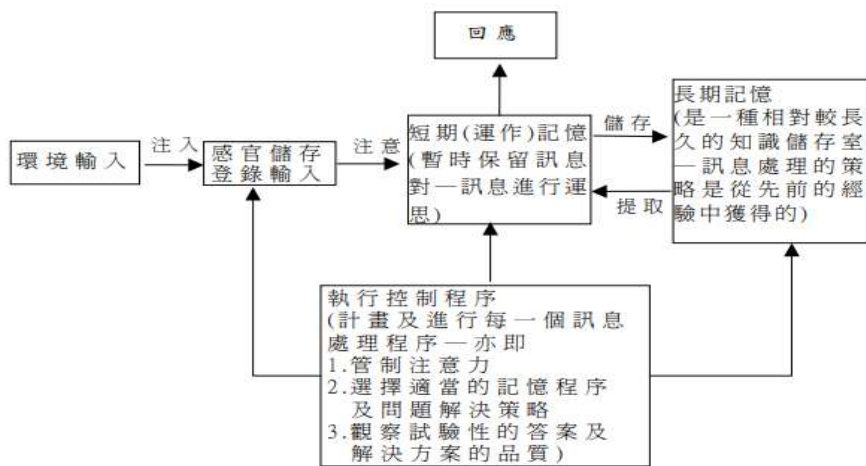 回應
環境輸入
注入
感官儲存
登錄輸入
注意
短期(運作)記憶
(暫時保留訊息
對一訊息進行運
思)
儲存
提取
長期記憶
(是一種相對較長
久的知識儲存室
—訊息處理的策
略是從先前的經
驗中獲得的)
執行控制程序
(計畫及進行每一個訊息
處理程序—亦即
1.管制注意力
2.選擇適當的記憶程序
及問題解決策略
3.觀察試驗性的答案及
解決方案的品質)